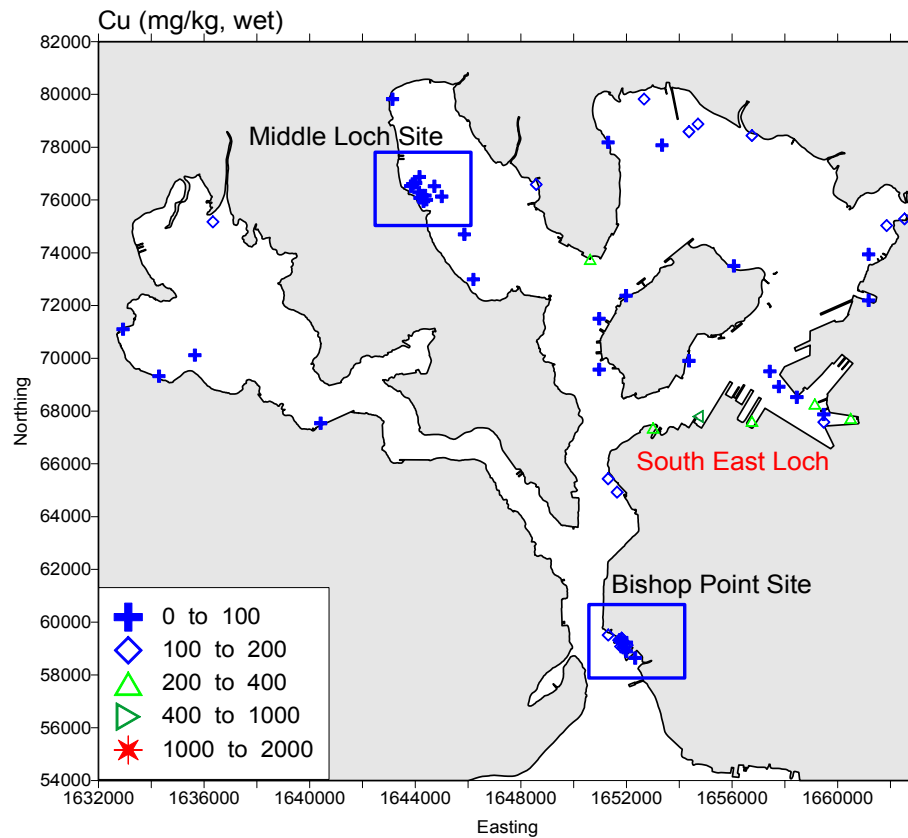 Cu (mg/kg, wet)
82000
80000
78000
76000
74000
72000
70000
68000
66000
64000
62000
60000
58000
56000
54000
Northing
Middle Loch Site
South East Loch
Bishop Point Site
0 to 100
100 to 200
200 to 400
400 to 1000
1000 to 2000
1632000 1636000 1640000 1644000 1648000 1652000 1656000 1660000
Easting